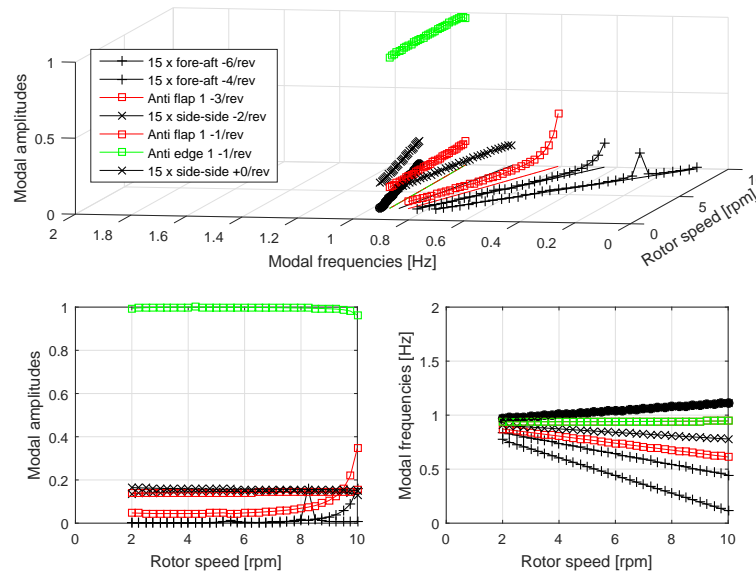 1
0.5
0
Modal amplitudes
15 x fore-aft -6/rev
15 x fore-aft -4/rev
Anti flap 1 -3/rev
15 x side-side -2/rev
Anti flap 1 -1/rev
Anti edge 1 -1/rev
15 x side-side +0/rev
2
1.8
1.6
1.4
1.2
1
0.8
0.6
0.4
0.2
0
Modal frequencies [Hz]
0
5
1
Rotor speed [rpm]
1
0.8
0.6
0.4
0.2
0
Modal amplitudes
0 2 4 6 8 10
Rotor speed [rpm]
2
1.5
1
0.5
0
Modal frequencies [Hz]
0 2 4 6 8 10
Rotor speed [rpm]